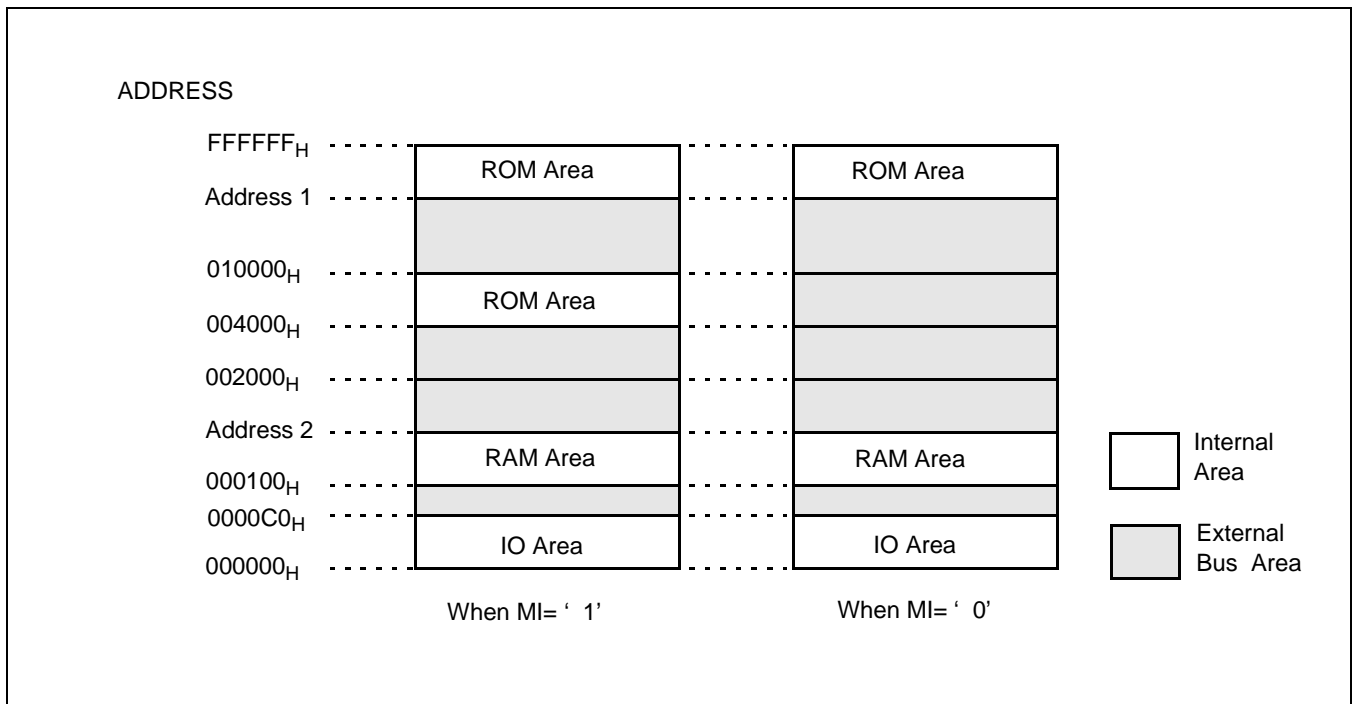 ADDRESS
FFFFFFH
ROM Area
ROM Area
Address 1
010000H
ROM Area
004000H
002000H
Address 2
RAM Area
RAM Area
000100H
0000C0H
IO Area
IO Area
000000H
When MI= ‘ 1’
When MI= ‘ 0’
Internal
Area
External
Bus Area